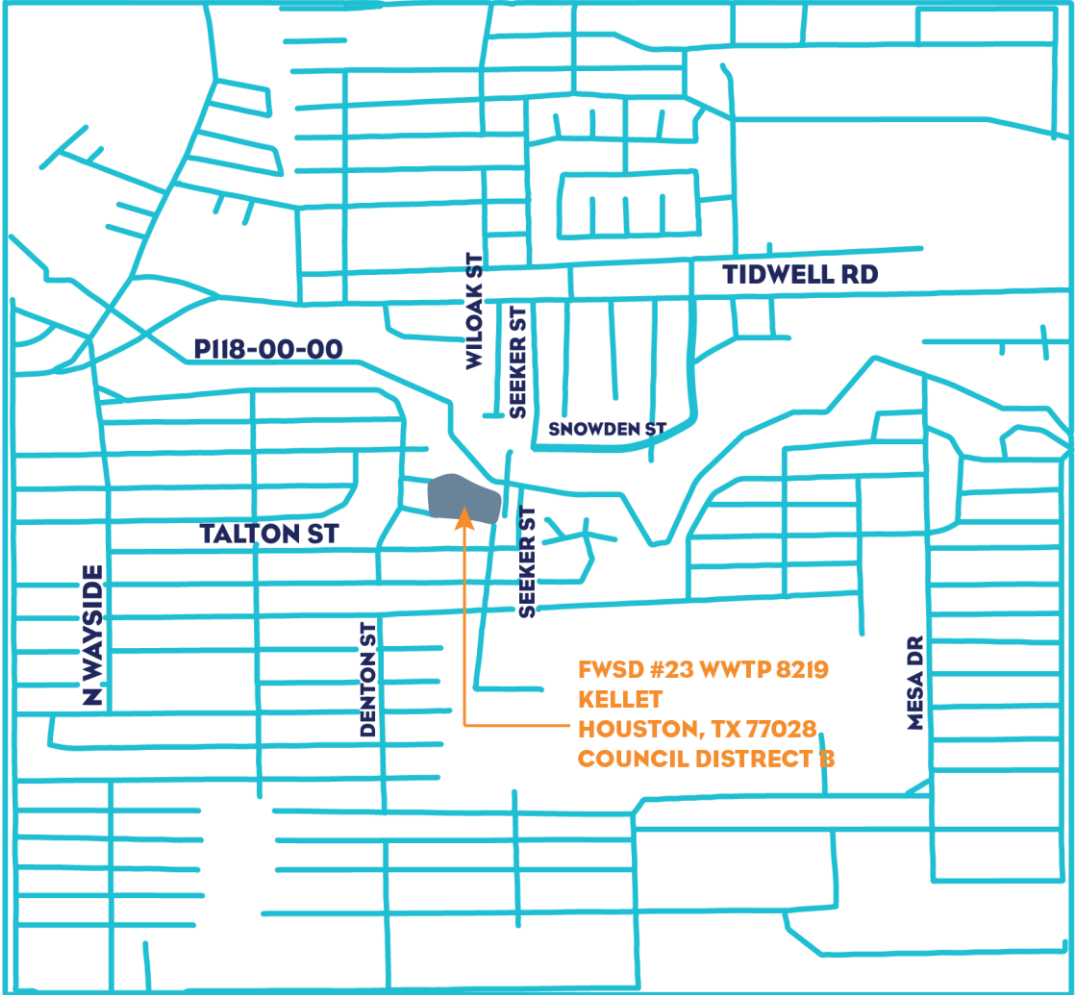 TIDWELL RD
WILOAK ST
SEEKER ST
P118-00-00
SNOWDEN ST
TALTON ST
SEEKER ST
N WAYSIDE
DENTON ST
MESA DR
FWSD #23 WWTP 8219
KELLET
HOUSTON, TX 77028
COUNCIL DISTRECT B